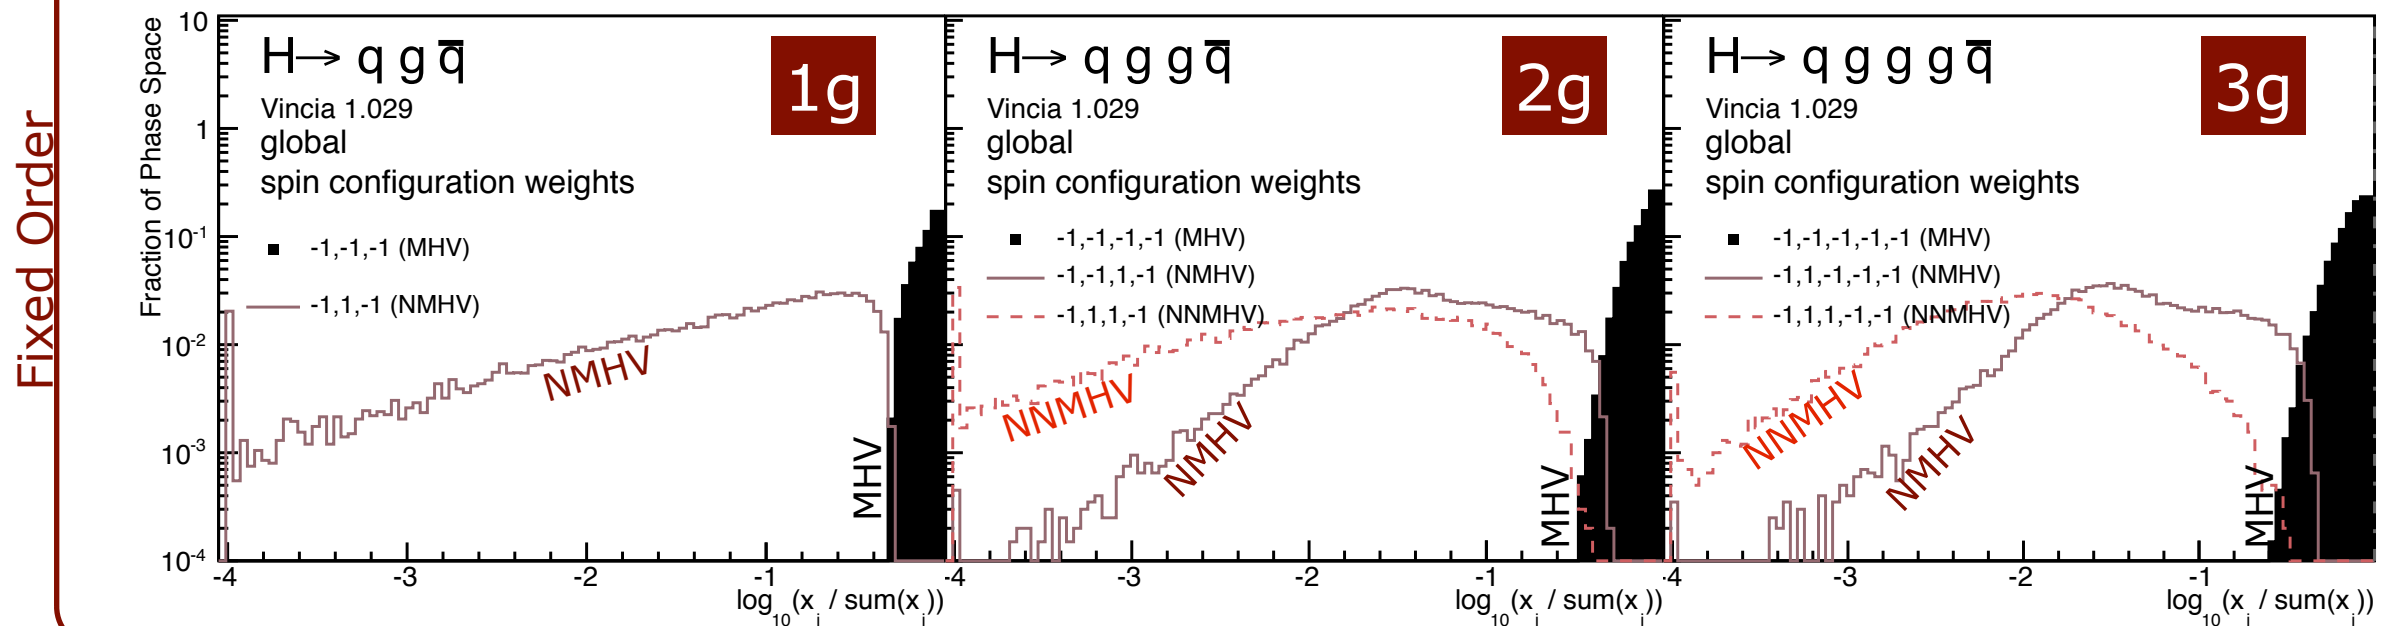 Fixed Order
Fraction of Phase Space
10
1
10-1
10-2
10-3
10-4
H→ q g q̅
1g
Vincia 1.029
global
spin configuration weights
-1,-1,-1 (MHV)
-1,1,-1 (NMHV)
NMHV
MHV
-4 -3 -2 -1
log10(xi / sum(xi))
H→ q g g q̅
2g
Vincia 1.029
global
spin configuration weights
-1,-1,-1,-1 (MHV)
-1,-1,1,-1 (NMHV)
-1,1,1,-1 (NNMHV)
NNMHV
NMHV
MHV
-4 -3 -2 -1
log10(xi / sum(xi))
H→ q g g g q̅
3g
Vincia 1.029
global
spin configuration weights
-1,-1,-1,-1,-1 (MHV)
-1,1,-1,-1,-1 (NMHV)
-1,1,1,-1,-1 (NNMHV)
NNMHV
NMHV
MHV
-4 -3 -2 -1
log10(xi / sum(xi))